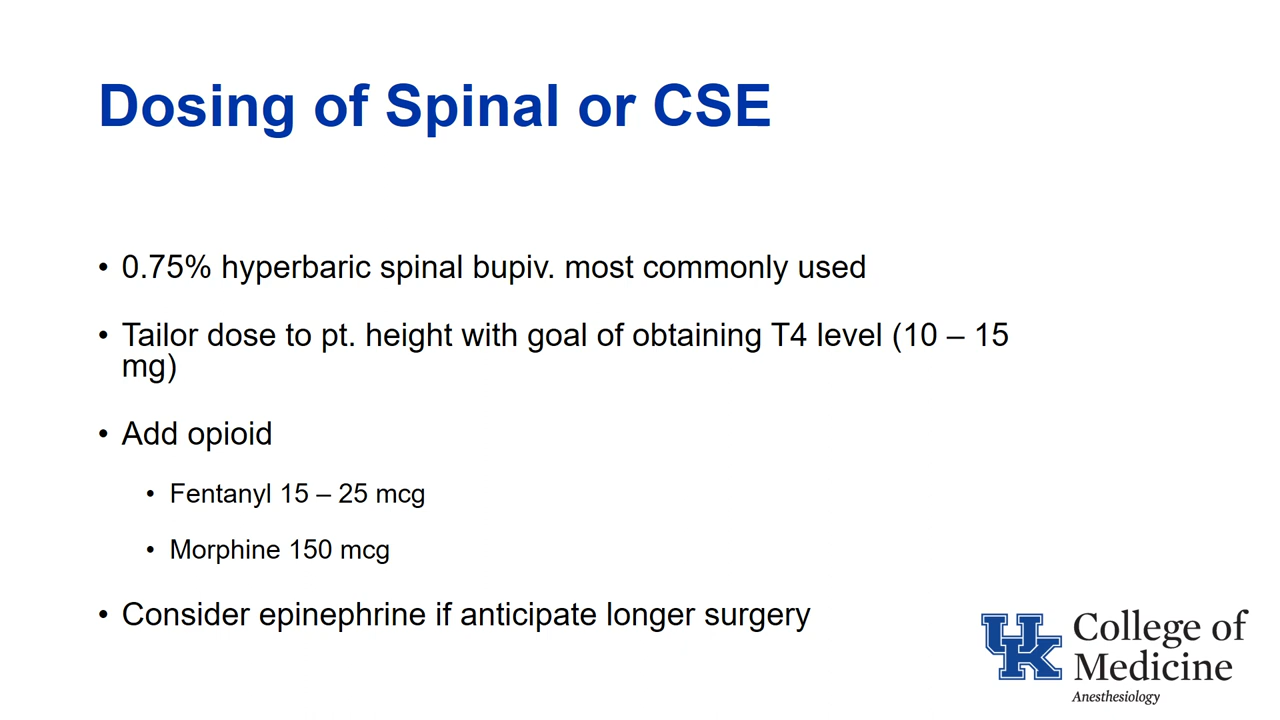 Dosing of Spinal or CSE
• 0.75% hyperbaric spinal bupiv. most commonly used
• Tailor dose to pt. height with goal of obtaining T4 level (10 – 15
mg)
• Add opioid
• Fentanyl 15 – 25 mcg
• Morphine 150 mcg
• Consider epinephrine if anticipate longer surgery
UK
College of
Medicine
Anesthesiology